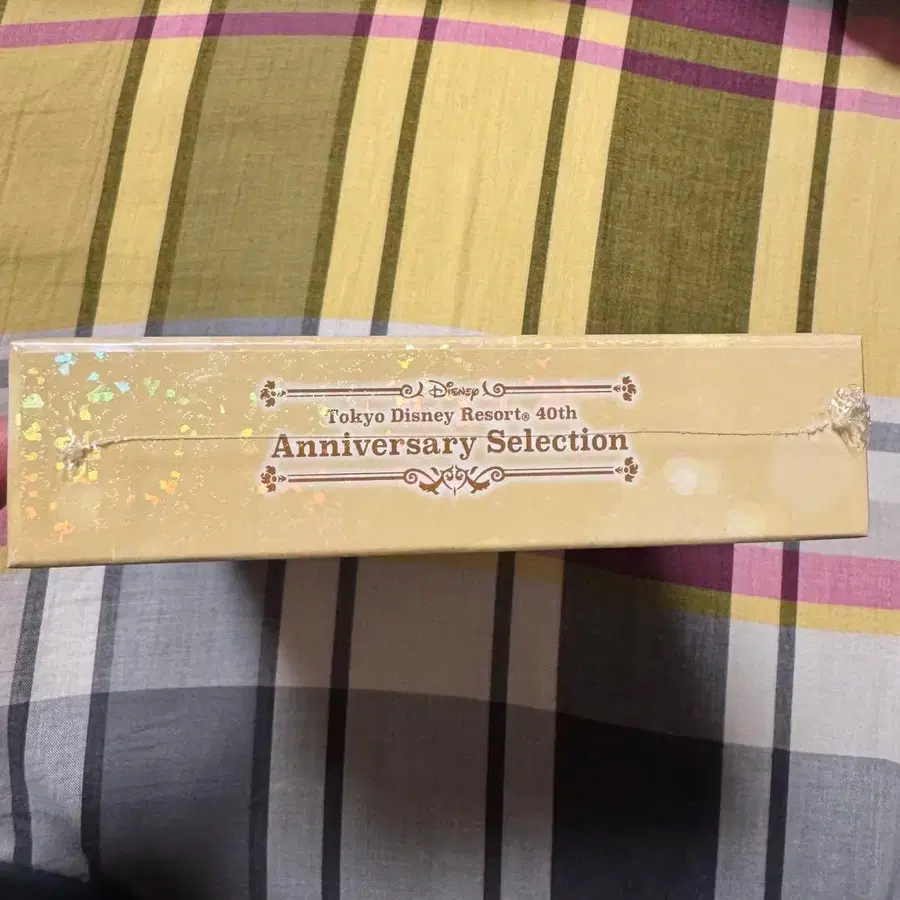 Disney
Tokyo Disney Resort® 40th
Anniversary Selection